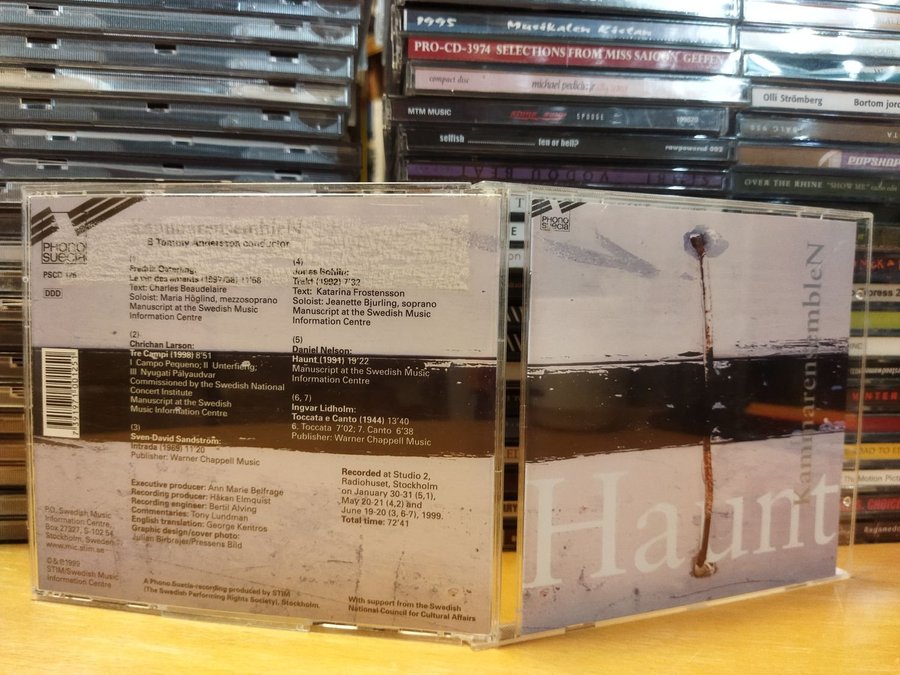 1995 Musikalen Kistan
PRO-CD-3974 SELECTIONS FROM MISS SAIGON GEFFEN
compact disc michael pedicin, jr
Olli Strömberg Bortom jord
MTM MUSIC SPONGE 199620
selfish ten or hell? rawpowered 002
POPSHOP
VODOU BEAT
OVER THE RHINE "SHOW ME"
PHONO
SUECIA
PSCD 125
DDD
KammarensembleN
B Tommy Andersson conductor
(1)
Fredrik Österling:
Le vin des amants (1997/98) 11'58
Text: Charles Beaudelaire
Soloist: Maria Höglind, mezzosoprano
Manuscript at the Swedish Music
Information Centre
(2)
Chrichan Larson:
Tre Campi (1998) 8'51
I Campo Pequeno; II Unterfieng;
III Nyugati Pályaudvar
Commissioned by the Swedish National
Concert Institute
Manuscript at the Swedish
Music Information Centre
(3)
Sven-David Sandström:
Intrada (1969) 11'20
Publisher: Warner Chappell Music
(4)
Jonas Bohlin:
Trakt (1992) 7'32
Text: Katarina Frostensson
Soloist: Jeanette Bjurling, soprano
Manuscript at the Swedish Music
Information Centre
(5)
Daniel Nelson:
Haunt (1991) 19'22
Manuscript at the Swedish Music
Information Centre
(6, 7)
Ingvar Lidholm:
Toccata e Canto (1944) 13'40
6. Toccata 7'02; 7. Canto 6'38
Publisher: Warner Chappell Music
Executive producer: Ann Marie Belfrage
Recording producer: Håkan Elmquist
Recording engineer: Bertil Alving
Commentaries: Tony Lundman
English translation: George Kentros
Graphic design/cover photo:
Julian Birbrajer/Pressens Bild
Recorded at Studio 2,
Radiohuset, Stockholm
on January 30-31 (5,1),
May 20-21 (4,2) and
June 19-20 (3, 6-7), 1999.
Total time: 72'41
P.O. Swedish Music
Information Centre,
Box 27327, S-102 54
Stockholm, Sweden
www.mic.stim.se
℗ & ©1999
STIM/Swedish Music
Information Centre
A Phono Suecia-recording produced by STIM
(The Swedish Performing Rights Society), Stockholm.
With support from the Swedish
National Council for Cultural Affairs
PHONO
SUECIA
KammarensembleN
Haunt